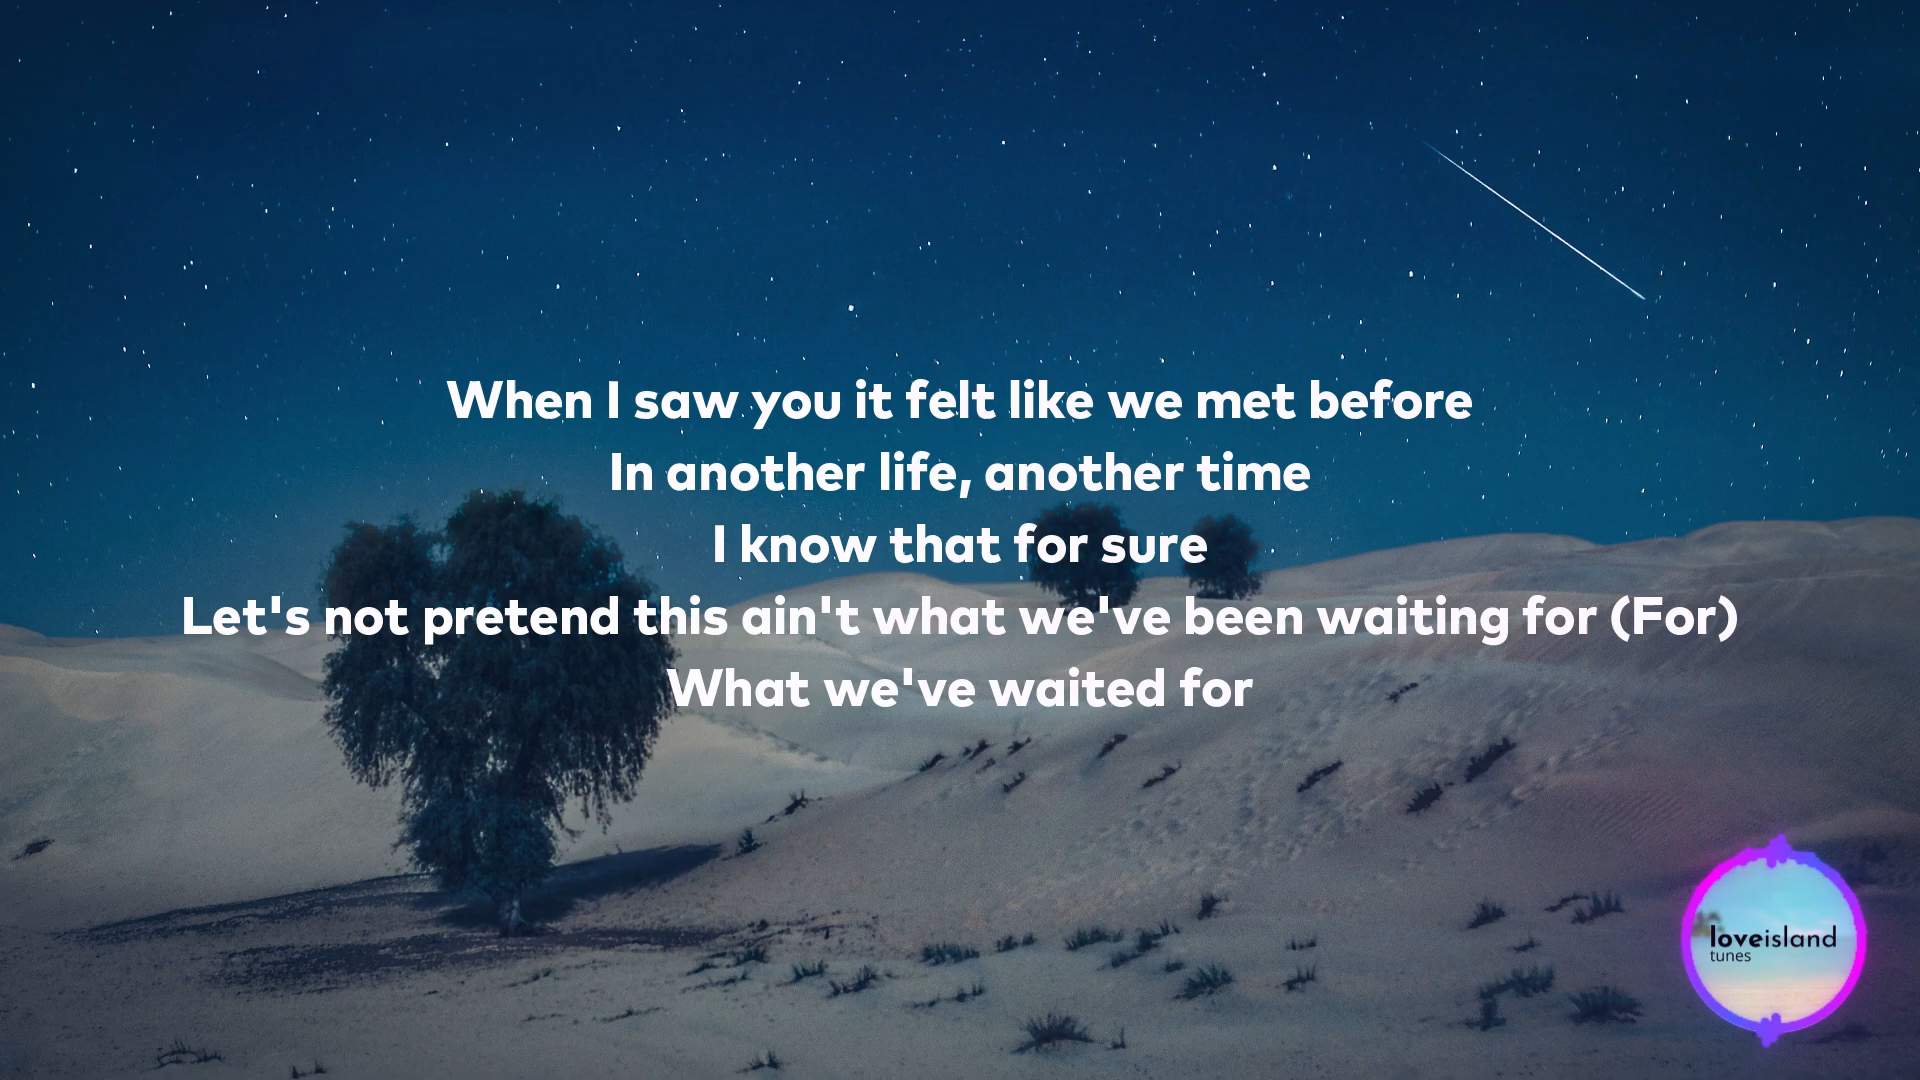 When I saw you it felt like we met before
In another life, another time
I know that for sure
Let's not pretend this ain't what we've been waiting for (For)
What we've waited for
loveisland
tunes